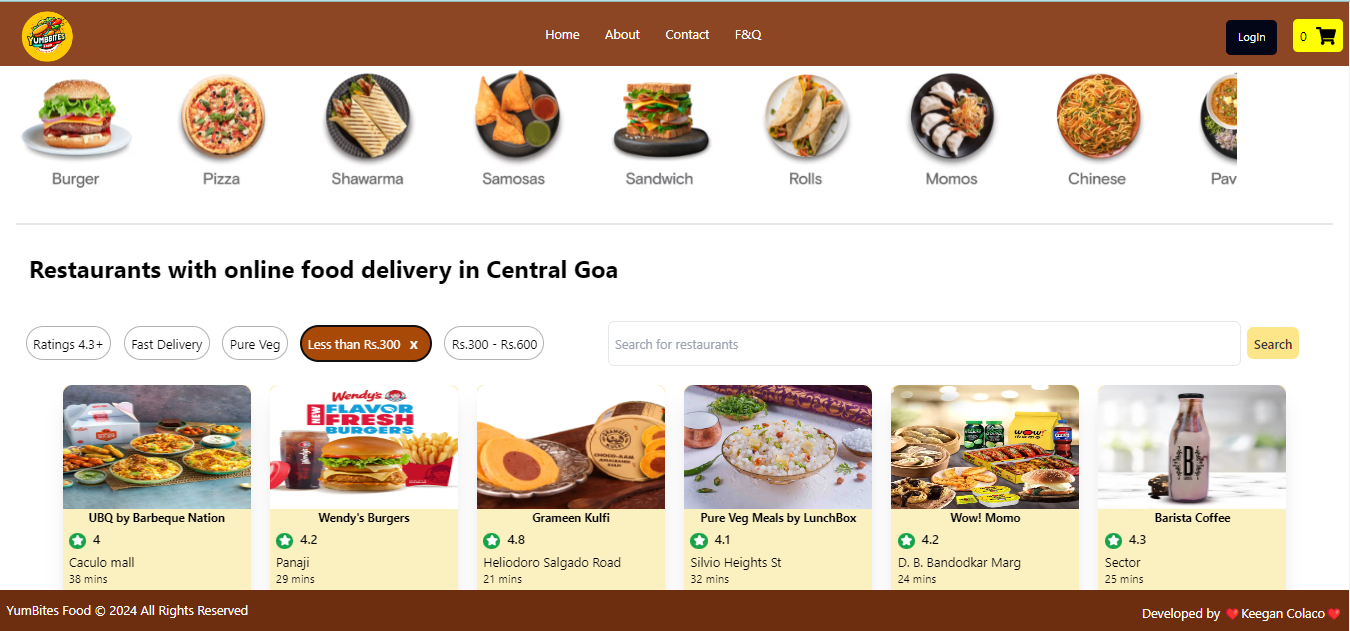 YUMBBITES
FOOD
Home About Contact F&Q
LogIn
0
Burger Pizza Shawarma Samosas Sandwich Rolls Momos Chinese Pav
Restaurants with online food delivery in Central Goa
Ratings 4.3+ Fast Delivery Pure Veg Less than Rs.300 x Rs.300 - Rs.600 Search for restaurants Search
Wendy's
NEW FLAVOR
FRESH
BURGERS
GRAMEEN
CHOCO-AAM
WOW!
B
UBQ by Barbeque Nation
4
Caculo mall
38 mins
Wendy's Burgers
4.2
Panaji
29 mins
Grameen Kulfi
4.8
Heliodoro Salgado Road
21 mins
Pure Veg Meals by LunchBox
4.1
Silvio Heights St
32 mins
Wow! Momo
4.2
D. B. Bandodkar Marg
24 mins
Barista Coffee
4.3
Sector
25 mins
YumBites Food © 2024 All Rights Reserved
Developed by ❤️Keegan Colaco❤️